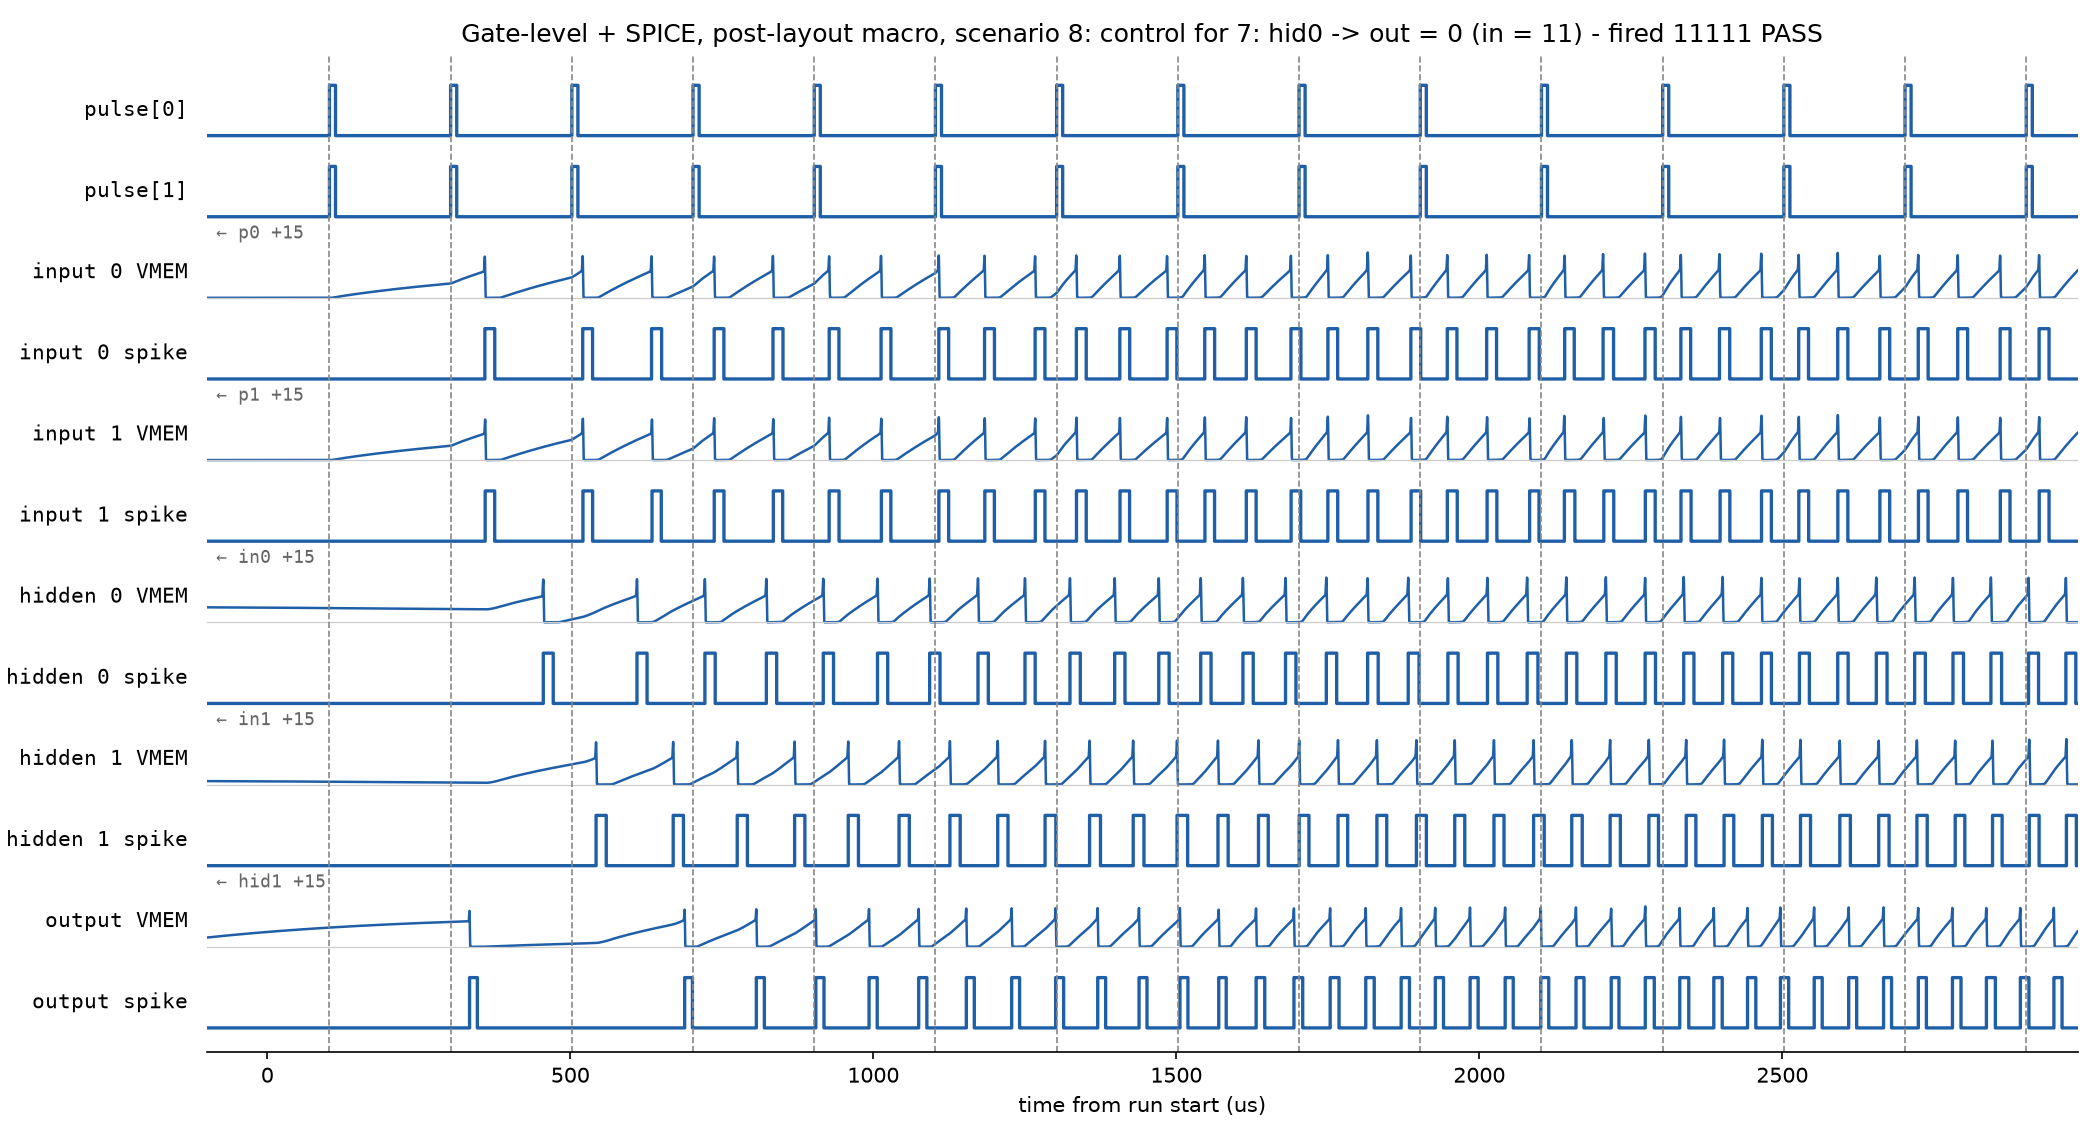 Gate-level + SPICE, post-layout macro, scenario 8: control for 7: hid0 -> out = 0 (in = 11) - fired 11111 PASS
pulse[0]
pulse[1]
← p0 +15
input 0 VMEM
input 0 spike
← p1 +15
input 1 VMEM
input 1 spike
← in0 +15
hidden 0 VMEM
hidden 0 spike
← in1 +15
hidden 1 VMEM
hidden 1 spike
← hid1 +15
output VMEM
output spike
0 500 1000 1500 2000 2500
time from run start (us)